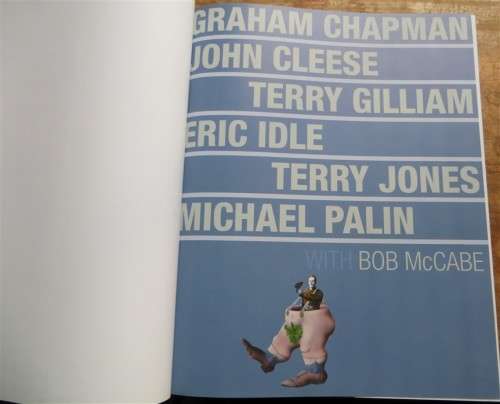 GRAHAM CHAPMAN
JOHN CLEESE
TERRY GILLIAM
ERIC IDLE
TERRY JONES
MICHAEL PALIN
WITH BOB McCABE